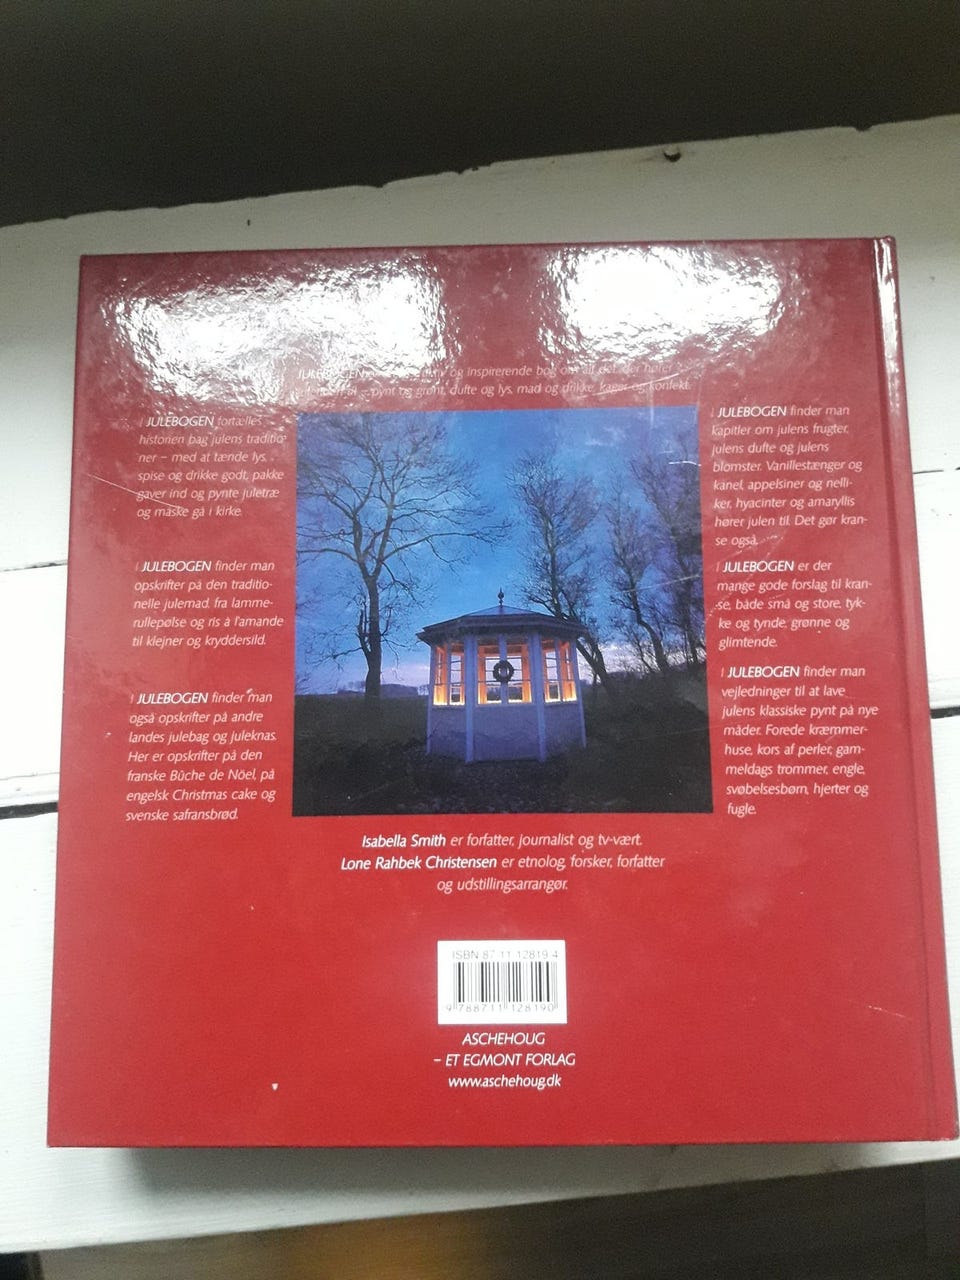 JULEBOGEN og inspirerende bog om alt det, der hører
julen til – pynt og grønt, dufte og lys, mad og drikke, kager og konfekt.
I JULEBOGEN fortælles
historien bag julens traditio-
ner – med at tænde lys,
spise og drikke godt, pakke
gaver ind og pynte juletræ
og måske gå i kirke.
I JULEBOGEN finder man
opskrifter på den traditio-
nelle julemad, fra lamme-
rullepølse og ris à l'amande
til klejner og kryddersild.
I JULEBOGEN finder man
også opskrifter på andre
landes julebag og juleknas.
Her er opskrifter på den
franske Bûche de Nöel, på
engelsk Christmas cake og
svenske safransbrød.
I JULEBOGEN finder man
kapitler om julens frugter,
julens dufte og julens
blomster. Vanillestænger og
kanel, appelsiner og nelli-
ker, hyacinter og amaryllis
hører julen til. Det gør kran-
se også.
I JULEBOGEN er der
mange gode forslag til kran-
se, både små og store, tyk-
ke og tynde, grønne og
glimtende.
I JULEBOGEN finder man
vejledninger til at lave
julens klassiske pynt på nye
måder. Forede kræmmer-
huse, kors af perler, gam-
meldags trommer, engle,
svøbelsesbørn, hjerter og
fugle.
Isabella Smith er forfatter, journalist og tv-vært.
Lone Rahbek Christensen er etnolog, forsker, forfatter
og udstillingsarrangør.
ISBN 87 11 12819 4
9 788711 128190
ASCHEHOUG
– ET EGMONT FORLAG
www.aschehoug.dk